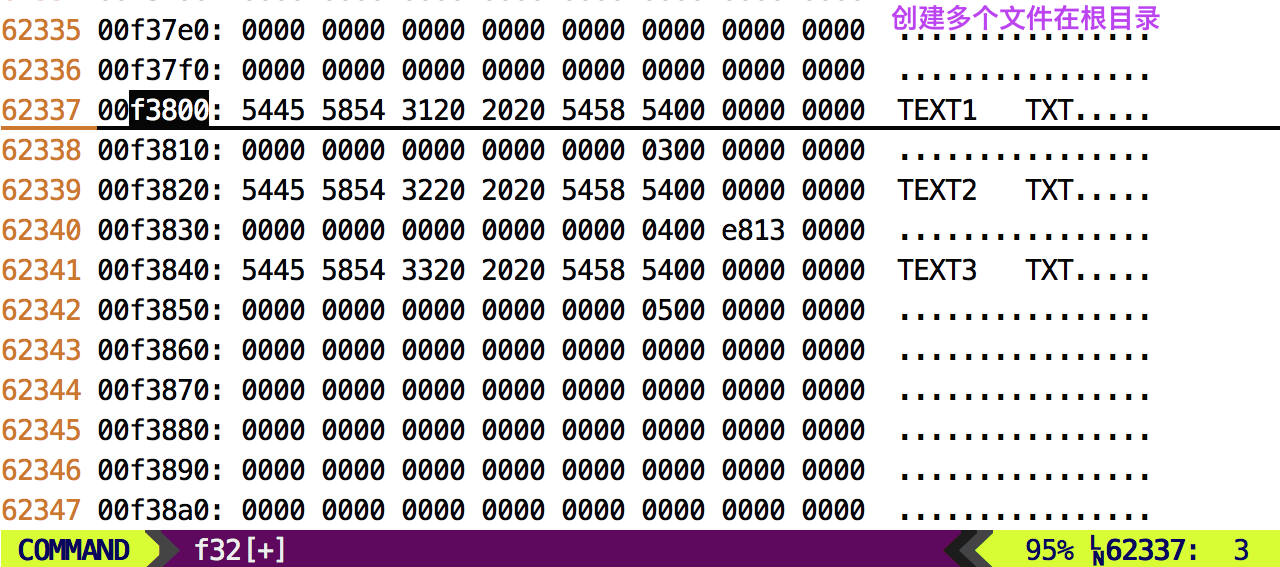 创建多个文件在根目录
62335 00f37e0: 0000 0000 0000 0000 0000 0000 0000 0000 ................
62336 00f37f0: 0000 0000 0000 0000 0000 0000 0000 0000 ................
62337 00f3800: 5445 5854 3120 2020 5458 5400 0000 0000 TEXT1   TXT.....
62338 00f3810: 0000 0000 0000 0000 0000 0300 0000 0000 ................
62339 00f3820: 5445 5854 3220 2020 5458 5400 0000 0000 TEXT2   TXT.....
62340 00f3830: 0000 0000 0000 0000 0000 0400 e813 0000 ................
62341 00f3840: 5445 5854 3320 2020 5458 5400 0000 0000 TEXT3   TXT.....
62342 00f3850: 0000 0000 0000 0000 0000 0500 0000 0000 ................
62343 00f3860: 0000 0000 0000 0000 0000 0000 0000 0000 ................
62344 00f3870: 0000 0000 0000 0000 0000 0000 0000 0000 ................
62345 00f3880: 0000 0000 0000 0000 0000 0000 0000 0000 ................
62346 00f3890: 0000 0000 0000 0000 0000 0000 0000 0000 ................
62347 00f38a0: 0000 0000 0000 0000 0000 0000 0000 0000 ................
COMMAND f32[+] 95% LN 62337: 3